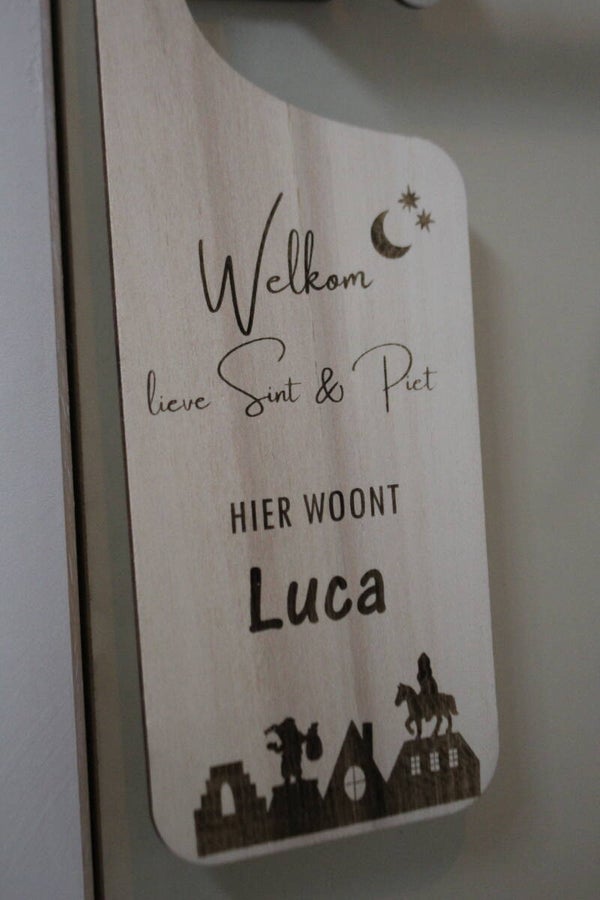 Welkom
lieve Sint & Piet
HIER WOONT
Luca